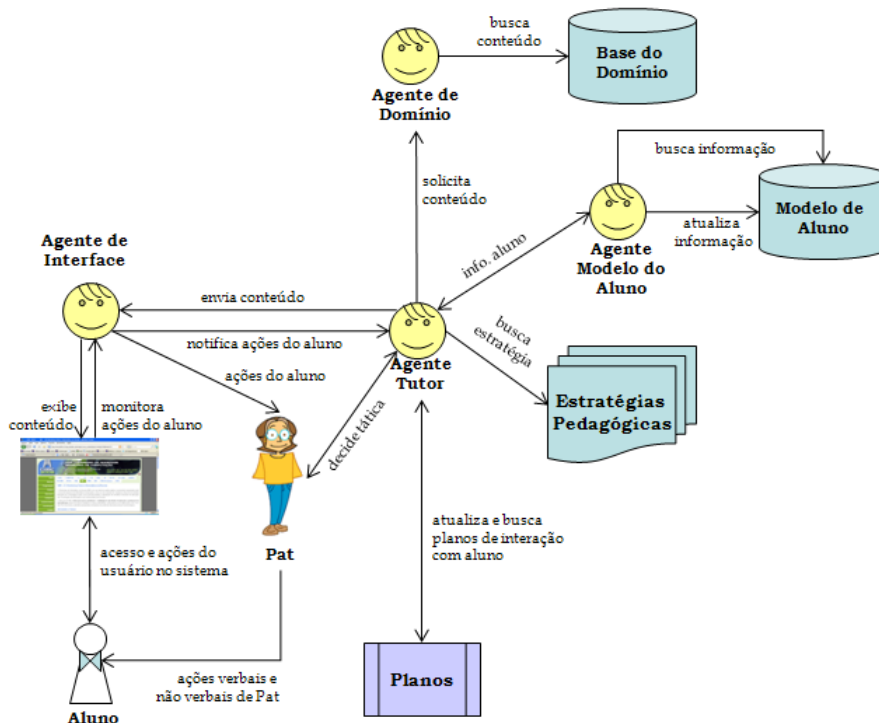 busca
conteúdo
Base do
Domínio
Agente de
Domínio
busca informação
solicita
conteúdo
Modelo de
Aluno
atualiza
informação
Agente
Modelo do
Aluno
info. aluno
Agente de
Interface
envia conteúdo
notifica ações do aluno
Agente
Tutor
busca
estratégia
ações do aluno
Estratégias
Pedagógicas
exibe
conteúdo
monitora
ações do aluno
decide tática
Pat
atualiza e busca
planos de interação
com aluno
acesso e ações do
usuário no sistema
ações verbais e
não verbais de Pat
Planos
Aluno